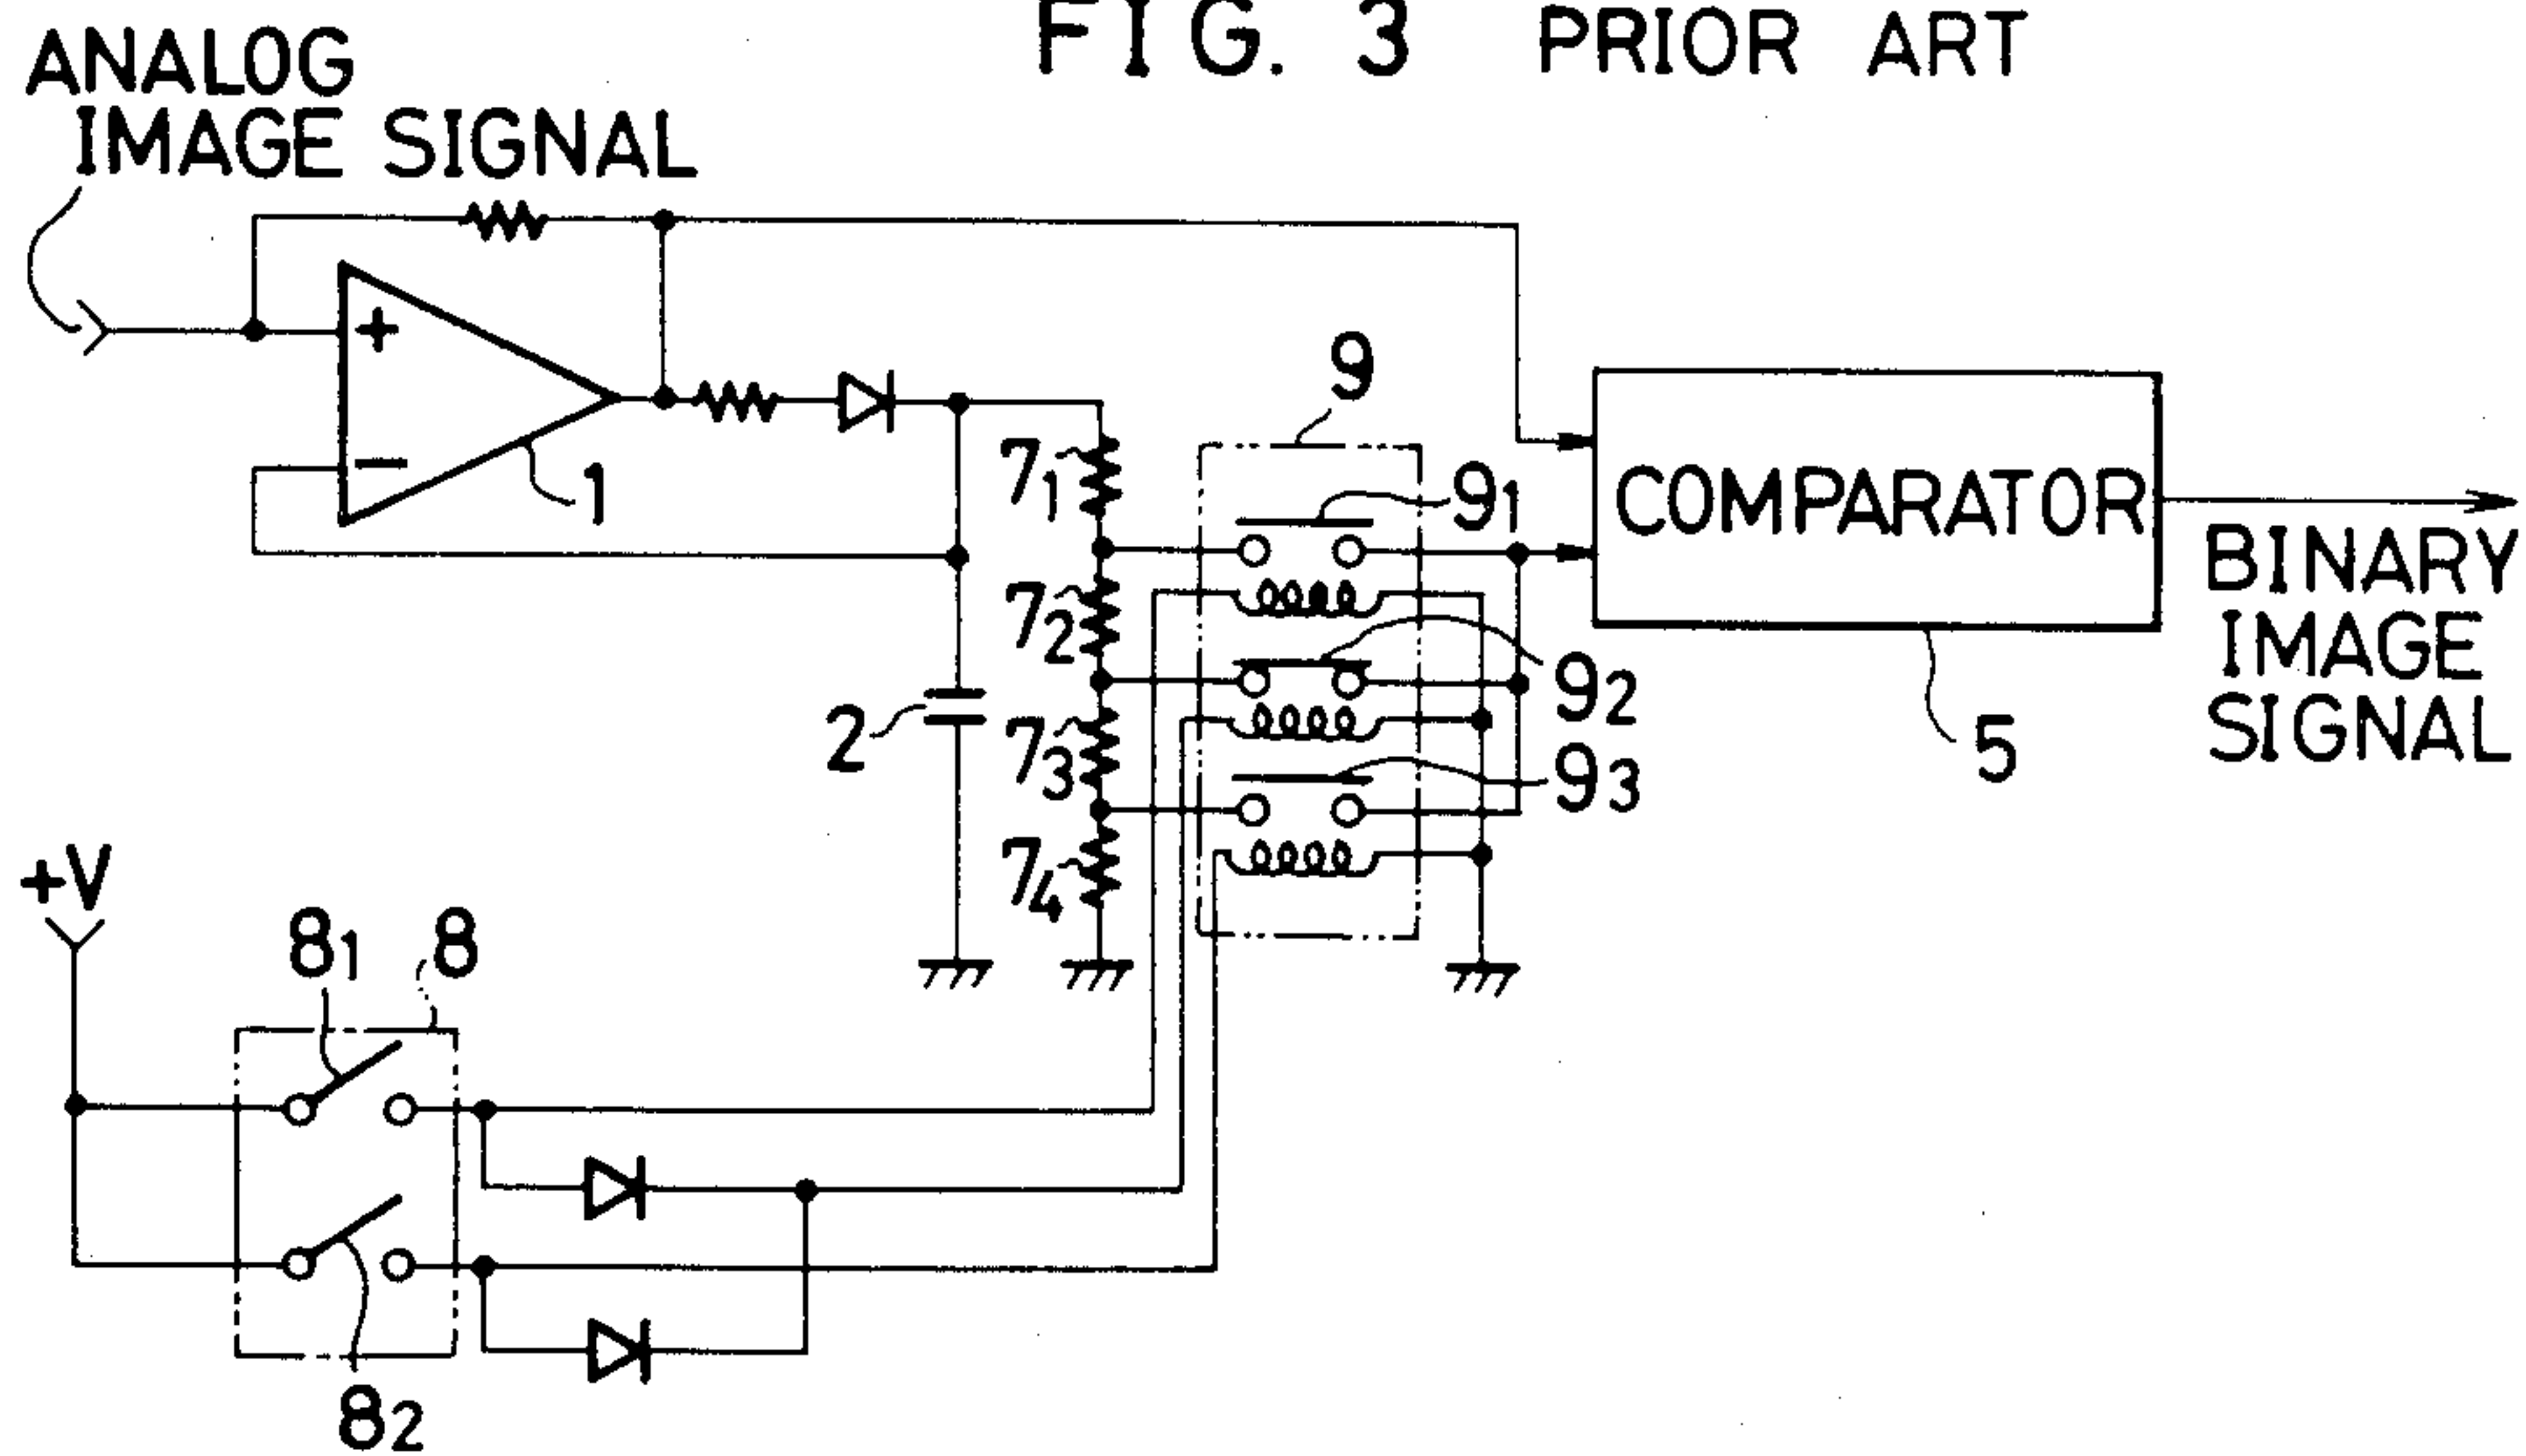 FIG. 3 PRIOR ART
ANALOG
IMAGE SIGNAL
+
−
1
2
7₁
7₂
7₃
7₄
9
9₁
9₂
9₃
COMPARATOR
5
BINARY
IMAGE
SIGNAL
+V
8₁
8
8₂